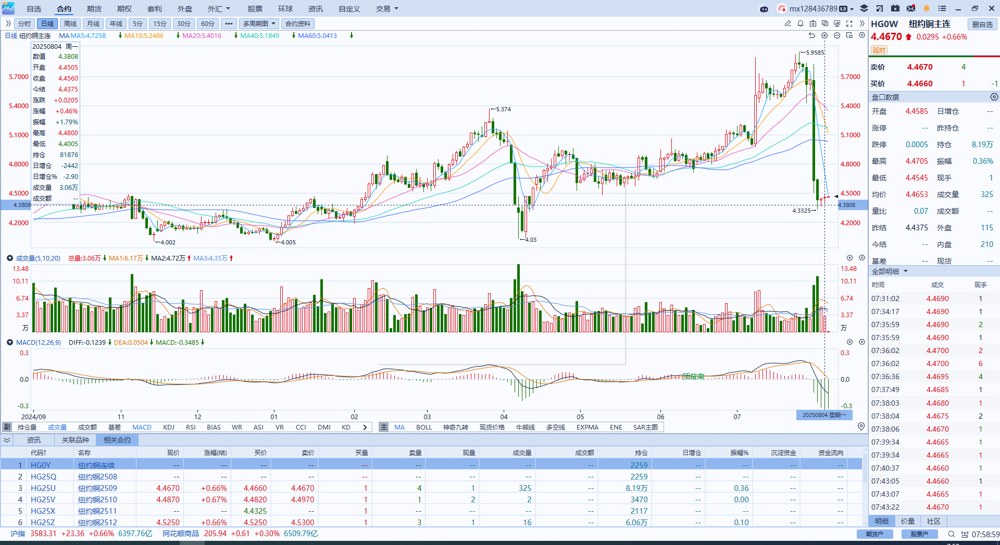 自选 合约 期货 期权 套利 外盘 外汇 股票 环球 资讯 自定义 交易 mx128436789 L2
分时 日线 周线 月线 年线 5分 15分 30分 60分 ••• 多周期图 合约资料
HG0W 纽约铜主连 删自选
4.4670 0.0295 +0.66%
延时
日线 纽约铜主连 MA MA5:4.7258 MA10:5.2486 MA20:5.4016 MA40:5.1849 MA60:5.0413
20250804 周一
数值 4.3808
开盘 4.4505
收盘 4.4560
今结 4.4375
涨跌 +0.0205
涨幅 +0.46%
振幅 +1.79%
最高 4.4800
最低 4.4005
持仓 81876
日增仓 -2442
日增仓% -2.90
成交量 3.06万
成交额 --
5.7000
5.4000
5.1000
4.8000
4.5000
4.3808
4.2000
5.9585
5.374
4.3325
4.002
4.005
4.03
5.7000
5.4000
5.1000
4.8000
4.5000
4.3808
4.2000
成交量(5,10,20) 总量:3.06万 MA1:6.17万 MA2:4.72万 MA3:4.35万
13.48
10.11
6.74
3.37
万
13.48
10.11
6.74
3.37
万
MACD(12,26,9) DIFF:-0.1239 DEA:0.0504 MACD:-0.3485
0.3
0.0
-0.3
顶背离
0.3
0.0
-0.3
2024/09 11 12 01 02 03 04 05 06 07 20250804 星期一
副 持仓量 成交量 成交额 基差 MACD KDJ RSI BIAS WR ASI VR CCI DMI KD
主 MA BOLL 神奇九转 现货价格 牛熊线 多空线 EXPMA ENE SAR主图
资讯 关联品种 相关合约
代码↑ 名称 现价 涨幅(结) 买价 卖价 买量 卖量 现量 成交量 成交额 持仓 日增仓 振幅% 沉淀资金 资金流向
1 HG0Y 纽约铜连续 -- -- -- -- -- -- -- -- -- 2259 -- -- -- --
2 HG25Q 纽约铜2508 -- -- -- -- -- -- -- -- -- 2259 -- -- -- --
3 HG25U 纽约铜2509 4.4670 +0.66% 4.4660 4.4670 1 4 1 325 -- 8.19万 -- 0.36 -- --
4 HG25V 纽约铜2510 4.4870 +0.67% 4.4820 4.4970 1 1 2 2 -- 3470 -- 0.00 -- --
5 HG25X 纽约铜2511 -- -- 4.4325 -- 1 -- -- -- -- 2117 -- -- -- --
6 HG25Z 纽约铜2512 4.5250 +0.66% 4.5250 4.5300 1 3 1 16 -- 6.06万 -- 0.10 -- --
卖价 4.4670 4
买价 4.4660 1 -1
盘口数据
开盘 4.4585 日增仓 --
涨停 -- 昨持仓 --
跌停 0.0005 持仓 8.19万
最高 4.4705 振幅 0.36%
最低 4.4545 现手 1
均价 4.4653 成交量 325
量比 0.07 成交额 --
昨结 4.4375 外盘 115
今结 -- 内盘 210
基差 -- 现货 --
全部明细
时间 成交 现手
07:31:02 4.4690 1
07:34:17 4.4690 1
07:35:59 4.4690 2
07:35:59 4.4690 1
07:36:02 4.4700 2
07:36:02 4.4700 6
07:36:36 4.4695 4
07:37:49 4.4685 1
07:38:03 4.4680 1
07:38:04 4.4675 2
07:38:06 4.4670 1
07:39:34 4.4665 1
07:39:34 4.4665 1
07:40:37 4.4660 1
07:43:05 4.4660 1
07:43:07 4.4665 1
07:43:22 4.4670 1
明细 价量 社区
沪指 3583.31 +23.36 +0.66% 6397.76亿 同花顺商品 205.94 +0.61 +0.30% 6509.79亿 期货户 股票户 07:58:59